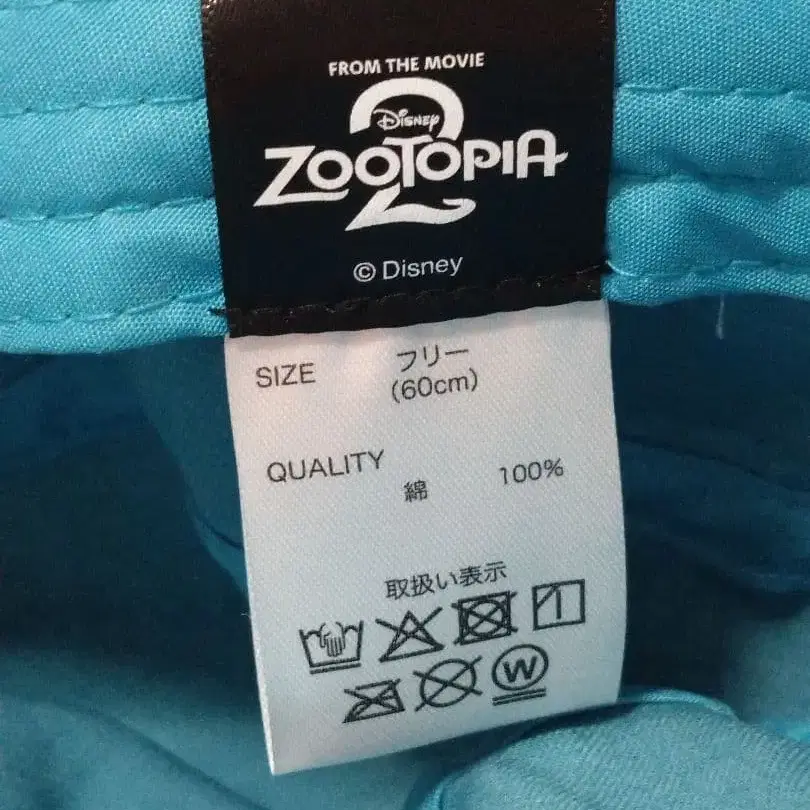 FROM THE MOVIE
Disney
ZOOTOPIA
2
© Disney
SIZE フリー
(60cm)
QUALITY
綿 100%
取扱い表示
W